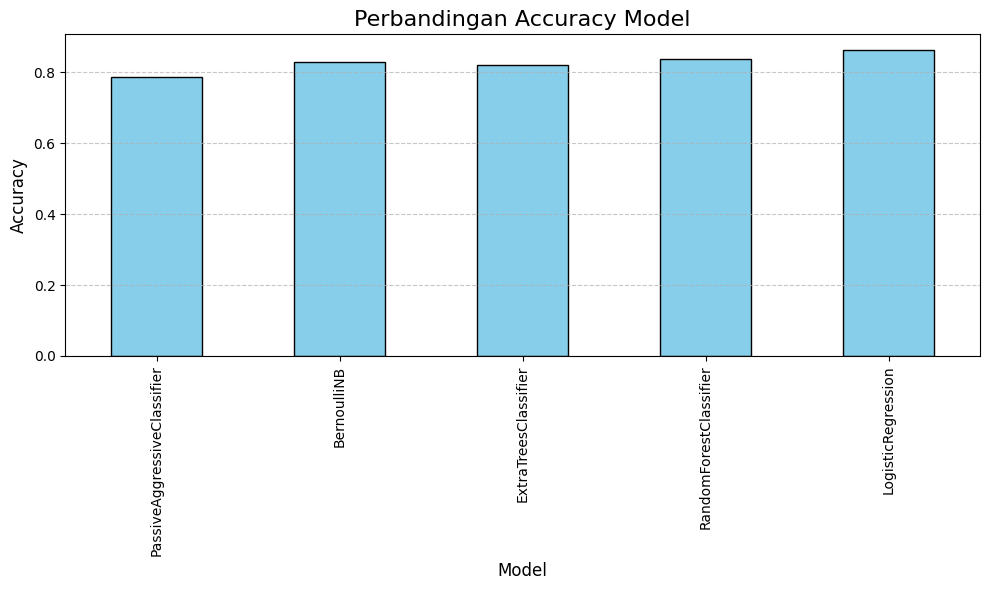 Perbandingan Accuracy Model
Accuracy
0.8
0.6
0.4
0.2
0.0
PassiveAggressiveClassifier
BernoulliNB
ExtraTreesClassifier
RandomForestClassifier
LogisticRegression
Model